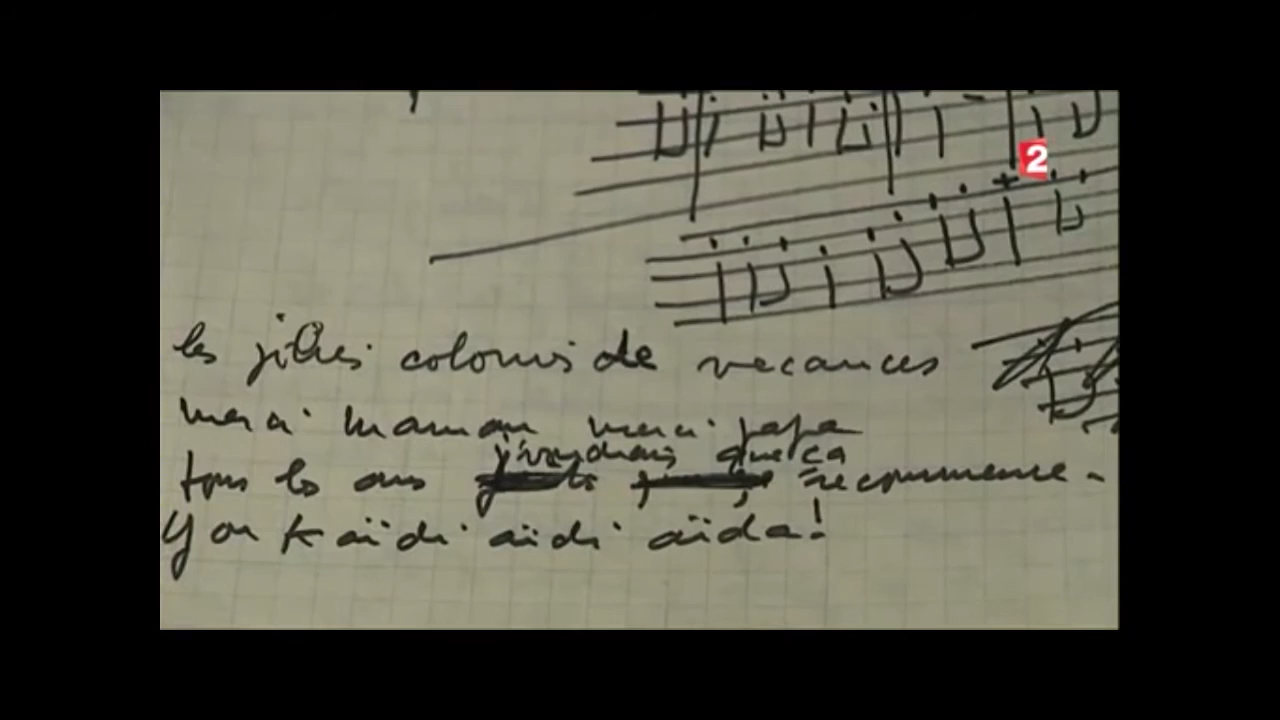 2
les jolies colonies de vacances
merci maman merci papa
tous les ans j'voudrais que ça recommence.
You kaïdi aïdi aïda!